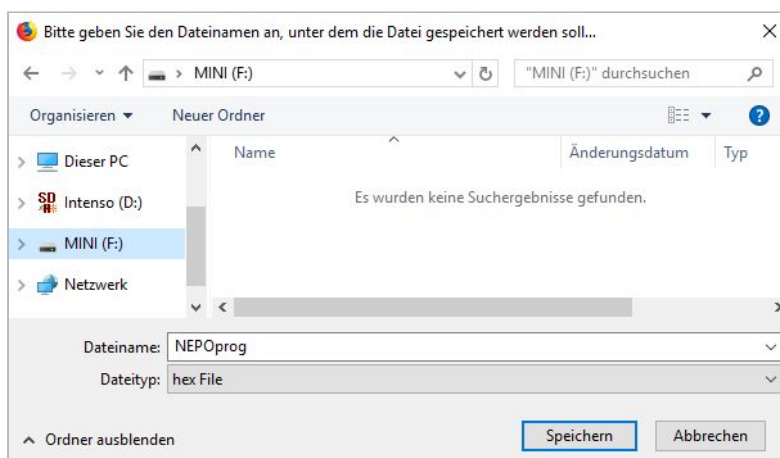 Bitte geben Sie den Dateinamen an, unter dem die Datei gespeichert werden soll...
MINI (F:)
"MINI (F:)" durchsuchen
Organisieren
Neuer Ordner
Name
Änderungsdatum
Typ
Dieser PC
Es wurden keine Suchergebnisse gefunden.
SD
Intenso (D:)
MINI (F:)
Netzwerk
Dateiname: NEPOprog
Dateityp: hex File
Ordner ausblenden
Speichern
Abbrechen